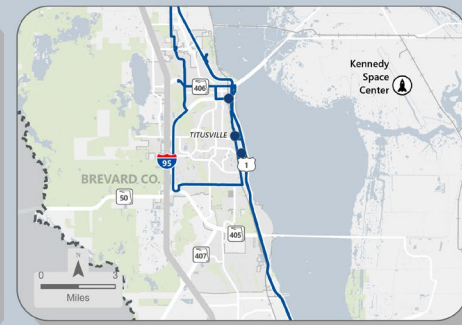 Kennedy
Space
Center
406
TITUSVILLE
95
1
BREVARD CO.
50
405
407
N
0 3
Miles